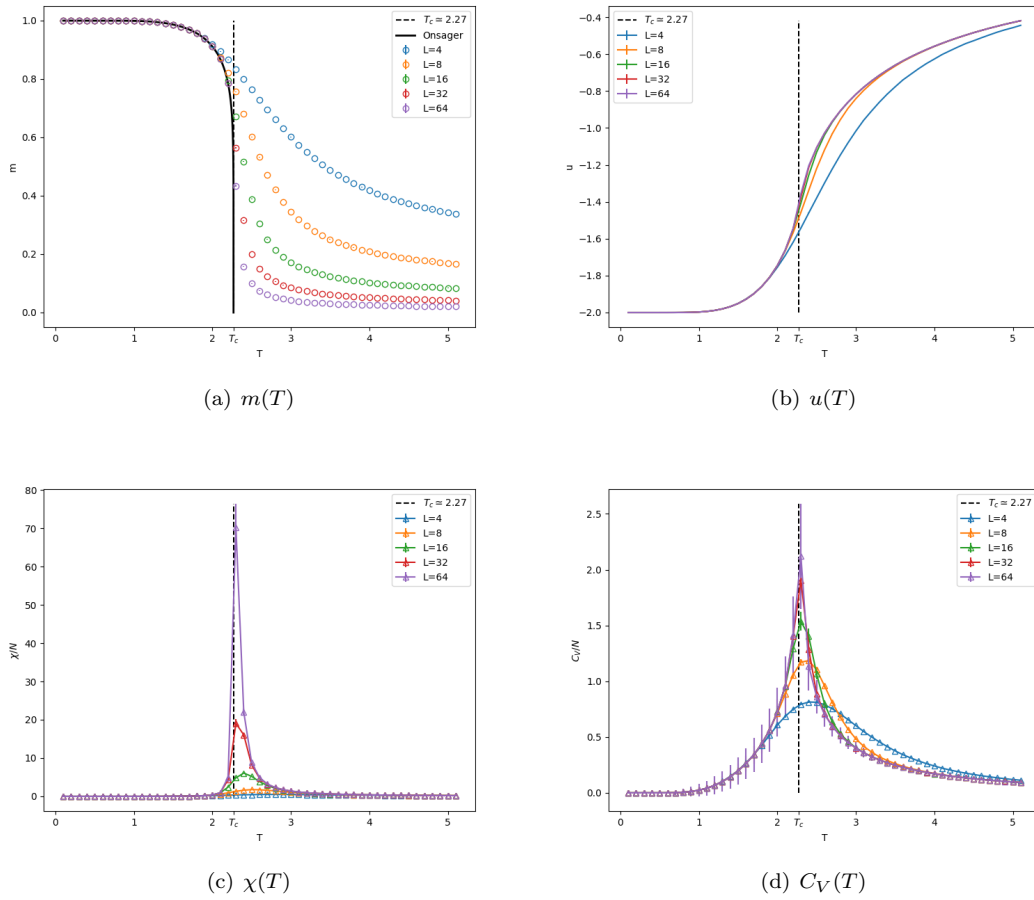 1.0
0.8
0.6
0.4
0.2
0.0
m
0 1 2 T_c 3 4 5
T
T_c ≃ 2.27
Onsager
L=4
L=8
L=16
L=32
L=64
(a) m(T)
−0.4
−0.6
−0.8
−1.0
−1.2
−1.4
−1.6
−1.8
−2.0
u
0 1 2 T_c 3 4 5
T
T_c ≃ 2.27
L=4
L=8
L=16
L=32
L=64
(b) u(T)
80
70
60
50
40
30
20
10
0
χ/N
0 1 2 T_c 3 4 5
T
T_c ≃ 2.27
L=4
L=8
L=16
L=32
L=64
(c) χ(T)
2.5
2.0
1.5
1.0
0.5
0.0
C_V/N
0 1 2 T_c 3 4 5
T
T_c ≃ 2.27
L=4
L=8
L=16
L=32
L=64
(d) C_V(T)